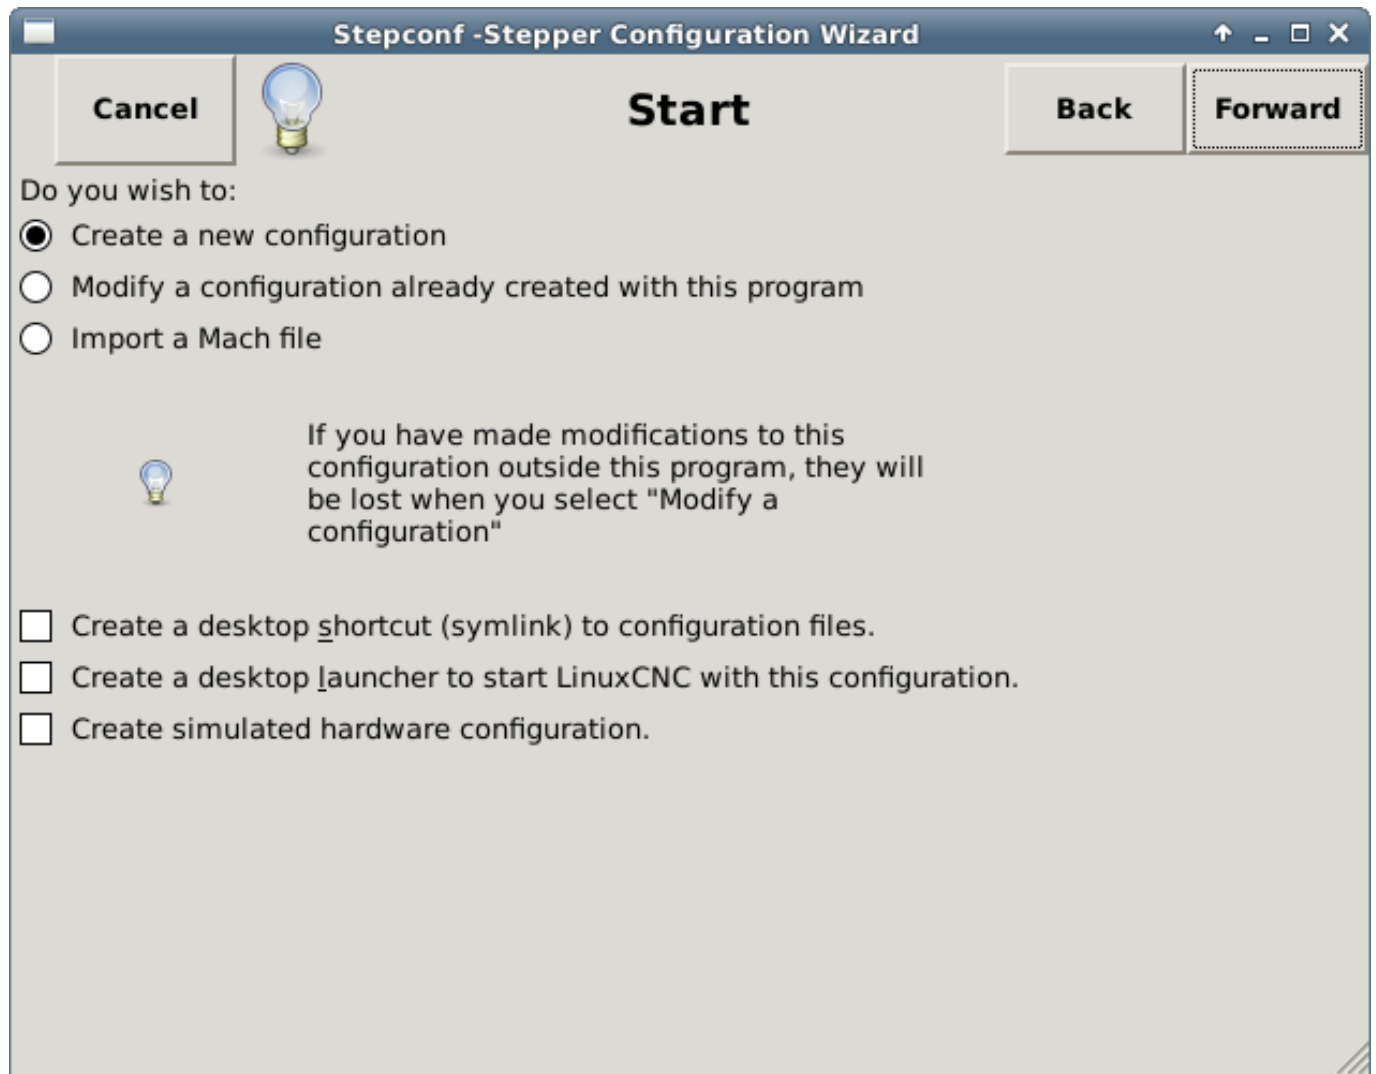 Stepconf -Stepper Configuration Wizard
Cancel
Start
Back
Forward
Do you wish to:
Create a new configuration
Modify a configuration already created with this program
Import a Mach file
If you have made modifications to this
configuration outside this program, they will
be lost when you select "Modify a
configuration"
Create a desktop shortcut (symlink) to configuration files.
Create a desktop launcher to start LinuxCNC with this configuration.
Create simulated hardware configuration.